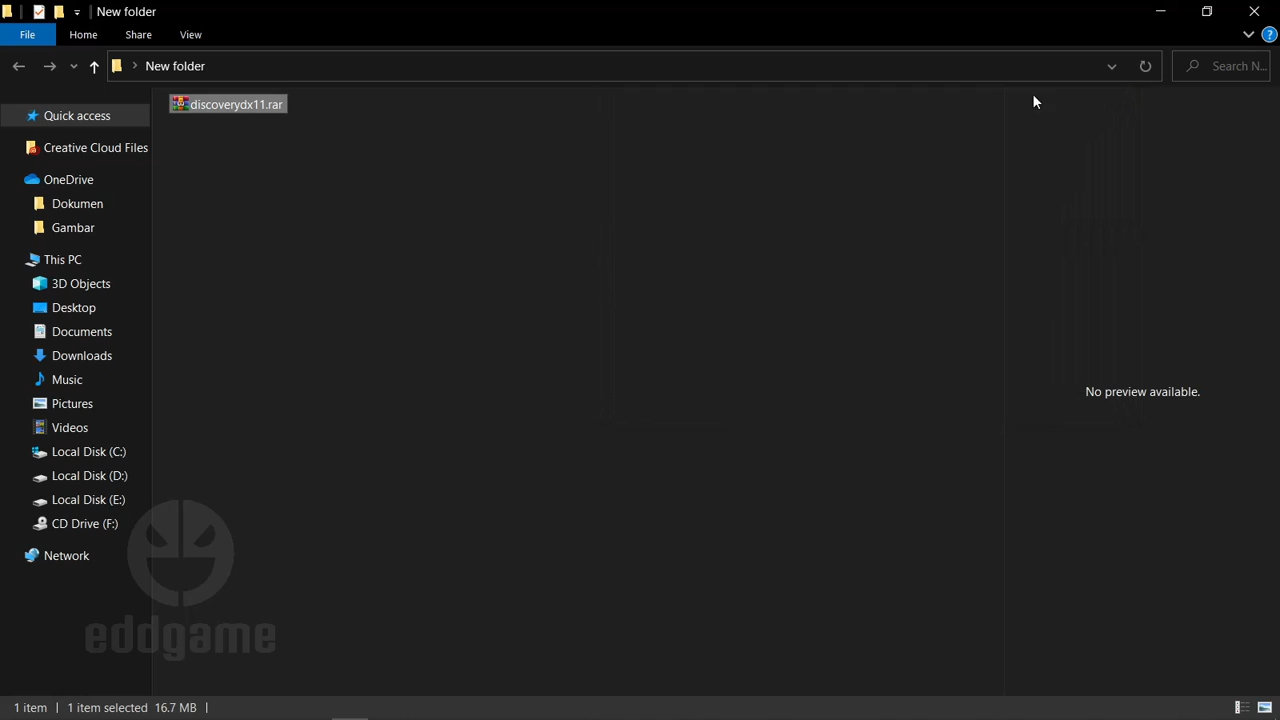 New folder
File Home Share View
New folder
Search N...
discoverydx11.rar
Quick access
Creative Cloud Files
OneDrive
Dokumen
Gambar
This PC
3D Objects
Desktop
Documents
Downloads
Music
No preview available.
Pictures
Videos
Local Disk (C:)
Local Disk (D:)
Local Disk (E:)
CD Drive (F:)
Network
eddgame
1 item 1 item selected 16.7 MB